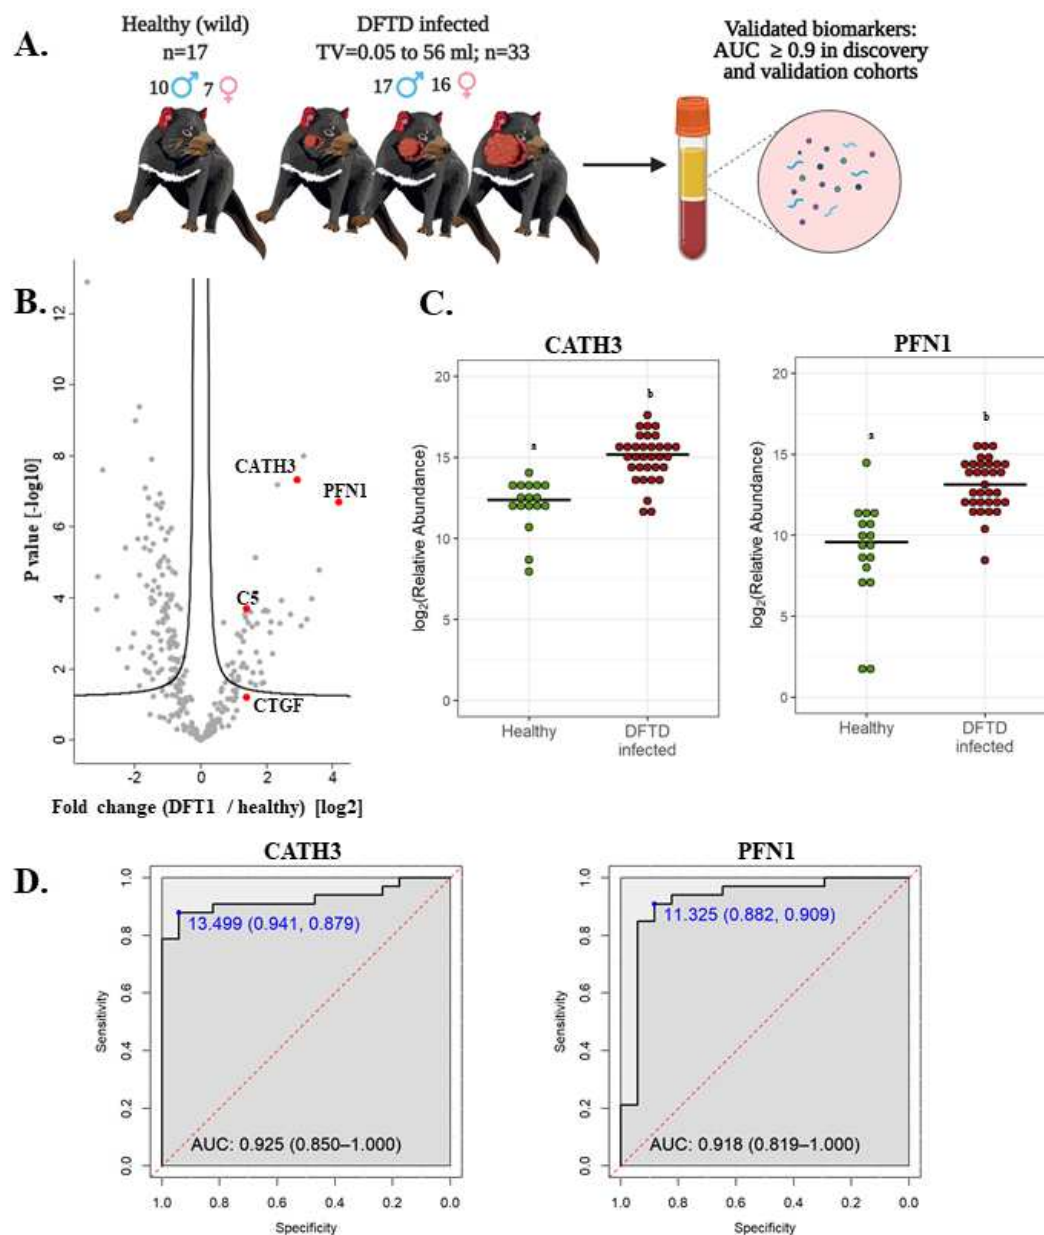 A.
Healthy (wild)
n=17
10 ♂ 7 ♀
DFTD infected
TV=0.05 to 56 ml; n=33
17 ♂ 16 ♀
Validated biomarkers:
AUC ≥ 0.9 in discovery
and validation cohorts
B.
P value [-log10]
12
10
8
6
4
2
0
CATH3
PFN1
C5
CTGF
-2
0
2
4
Fold change (DFT1 / healthy) [log2]
C.
CATH3
log2(Relative Abundance)
20
15
10
5
0
a
b
Healthy
DFTD
infected
PFN1
log2(Relative Abundance)
20
15
10
5
0
a
b
Healthy
DFTD
infected
D.
CATH3
Sensitivity
1.0
0.8
0.6
0.4
0.2
0.0
13.499 (0.941, 0.879)
AUC: 0.925 (0.850–1.000)
1.0
0.8
0.6
0.4
0.2
0.0
Specificity
PFN1
Sensitivity
1.0
0.8
0.6
0.4
0.2
0.0
11.325 (0.882, 0.909)
AUC: 0.918 (0.819–1.000)
1.0
0.8
0.6
0.4
0.2
0.0
Specificity